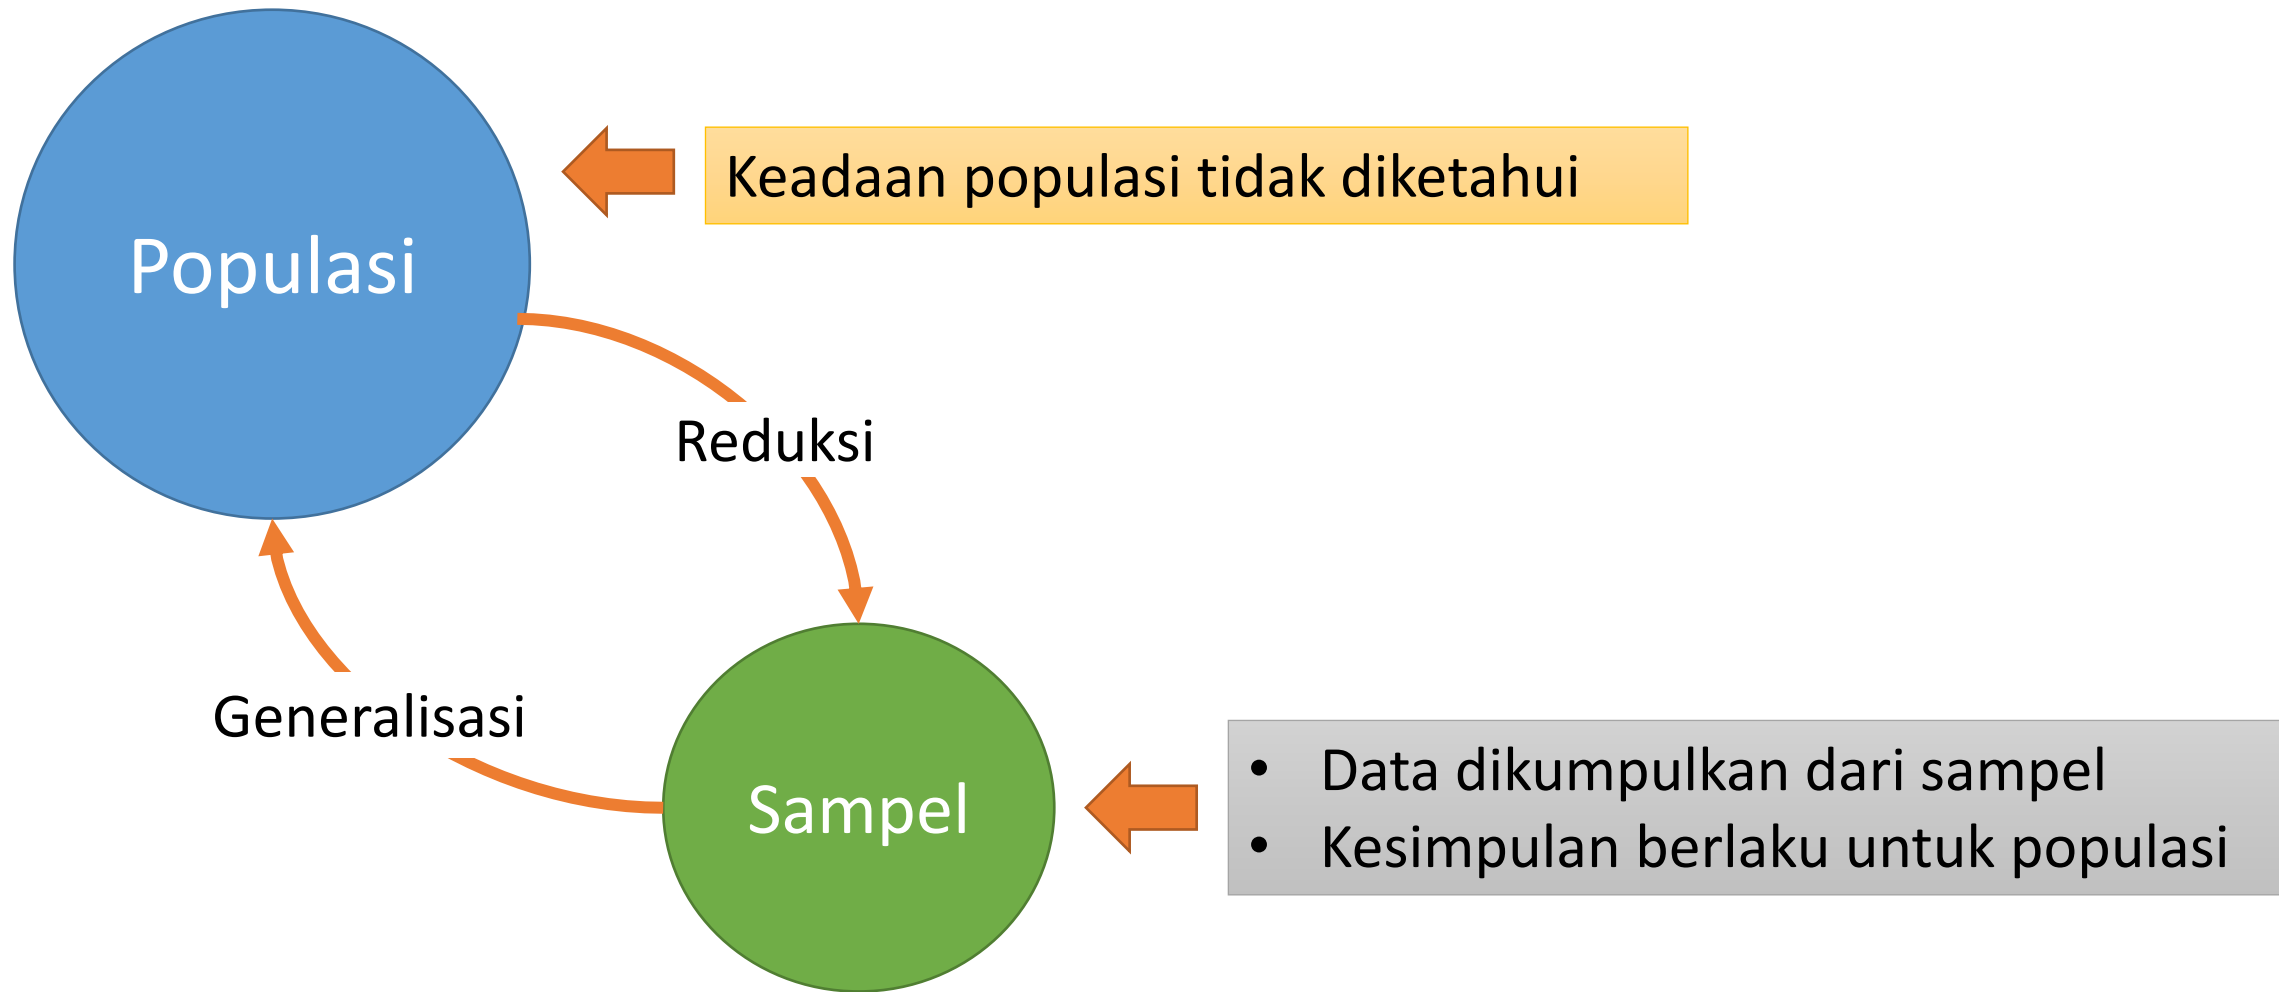 Populasi
Keadaan populasi tidak diketahui
Reduksi
Generalisasi
Sampel
• Data dikumpulkan dari sampel
• Kesimpulan berlaku untuk populasi